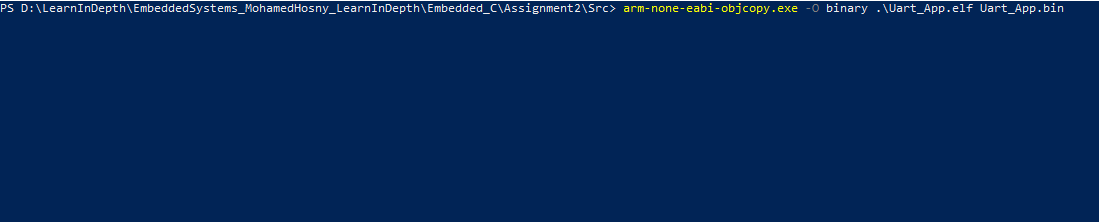 PS D:\LearnInDepth\EmbeddedSystems_MohamedHosny_LearnInDepth\Embedded_C\Assignment2\Src> arm-none-eabi-objcopy.exe -O binary .\Uart_App.elf Uart_App.bin